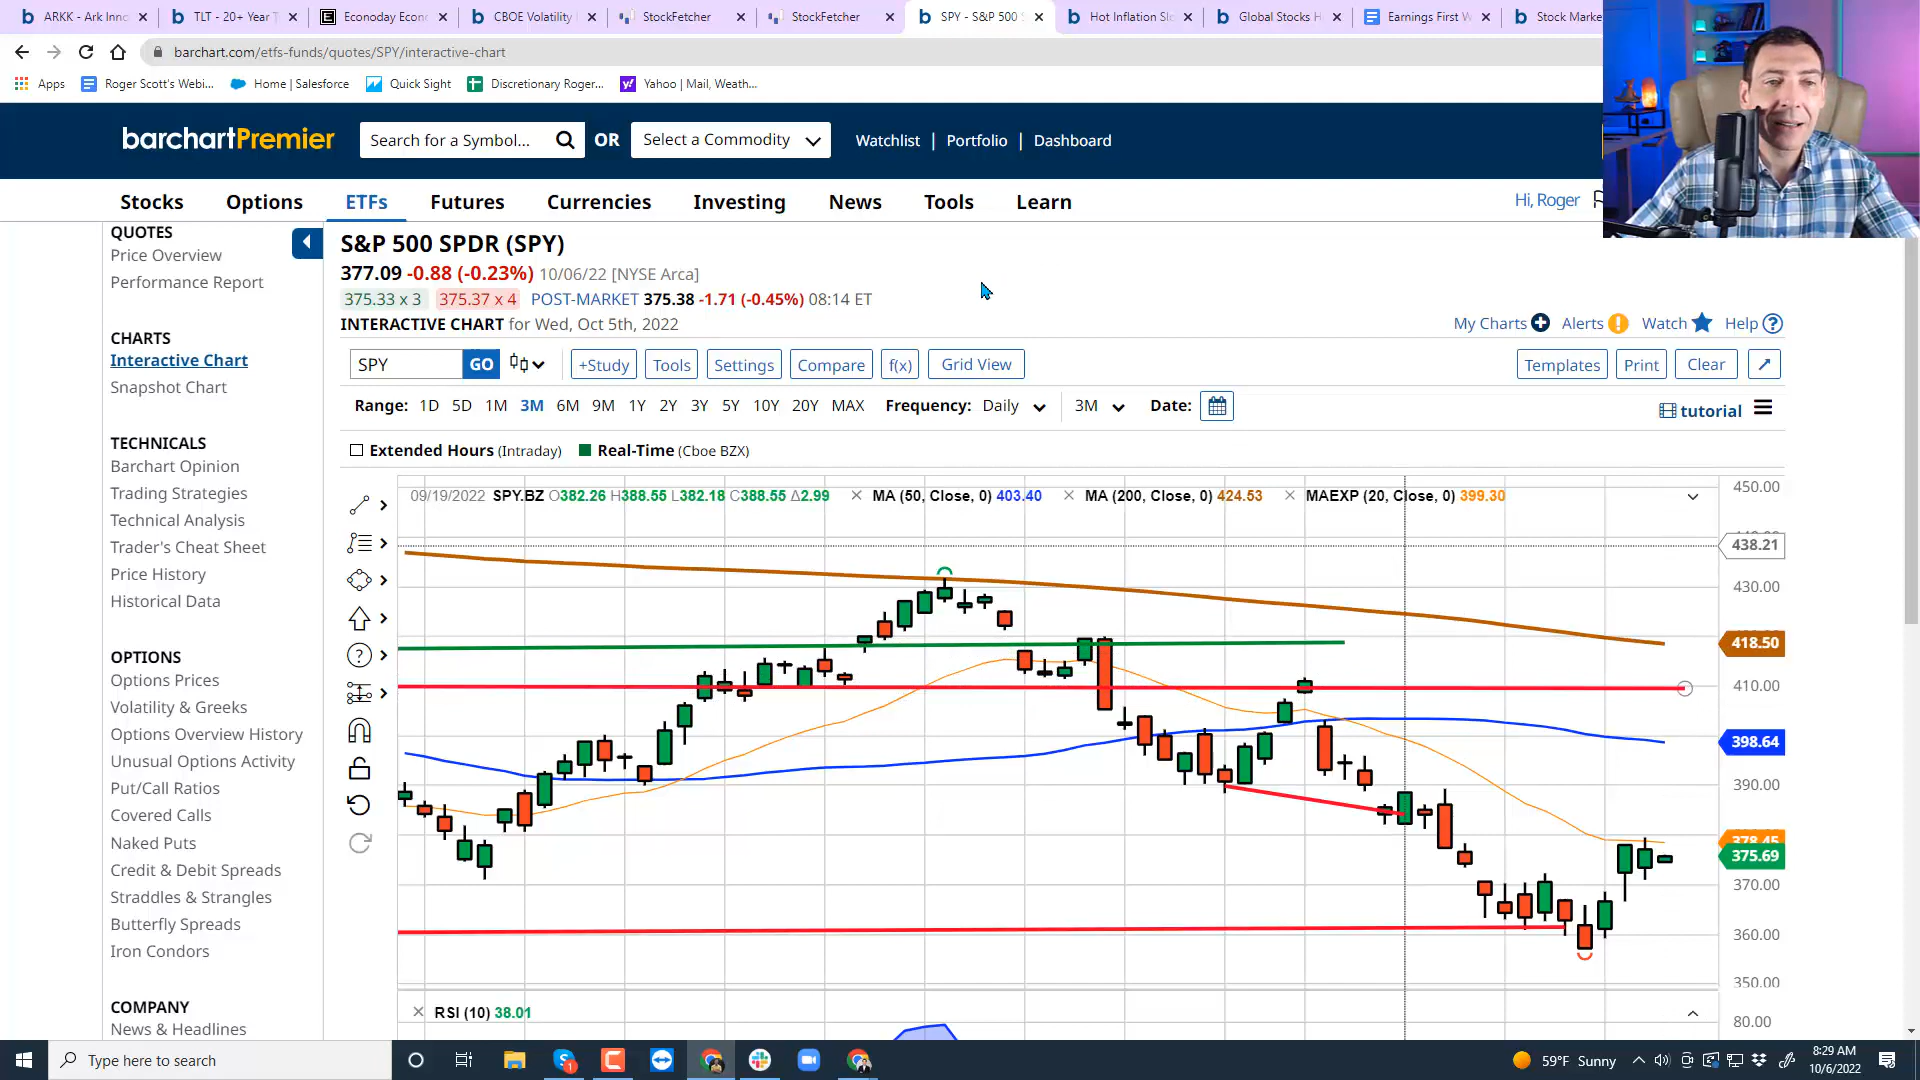 ARKK - Ark Inno
TLT - 20+ Year T
Econoday Econ
CBOE Volatility
StockFetcher
StockFetcher
SPY - S&P 500
Hot Inflation Slo
Global Stocks H
Earnings First W
Stock Marke
barchart.com/etfs-funds/quotes/SPY/interactive-chart
Apps
Roger Scott's Webi...
Home | Salesforce
Quick Sight
Discretionary Roger...
Yahoo | Mail, Weath...
barchartPremier
Search for a Symbol...
OR
Select a Commodity
Watchlist | Portfolio | Dashboard
Stocks Options ETFs Futures Currencies Investing News Tools Learn
Hi, Roger
QUOTES
Price Overview
Performance Report
CHARTS
Interactive Chart
Snapshot Chart
TECHNICALS
Barchart Opinion
Trading Strategies
Technical Analysis
Trader's Cheat Sheet
Price History
Historical Data
OPTIONS
Options Prices
Volatility & Greeks
Options Overview History
Unusual Options Activity
Put/Call Ratios
Covered Calls
Naked Puts
Credit & Debit Spreads
Straddles & Strangles
Butterfly Spreads
Iron Condors
COMPANY
News & Headlines
S&P 500 SPDR (SPY)
377.09 -0.88 (-0.23%) 10/06/22 [NYSE Arca]
375.33 x 3 375.37 x 4 POST-MARKET 375.38 -1.71 (-0.45%) 08:14 ET
INTERACTIVE CHART for Wed, Oct 5th, 2022
My Charts Alerts Watch Help
SPY GO +Study Tools Settings Compare f(x) Grid View
Templates Print Clear
Range: 1D 5D 1M 3M 6M 9M 1Y 2Y 3Y 5Y 10Y 20Y MAX Frequency: Daily 3M Date:
tutorial
Extended Hours (Intraday) Real-Time (Cboe BZX)
09/19/2022 SPY.BZ O382.26 H388.55 L382.18 C388.55 Δ2.99 MA (50, Close, 0) 403.40 MA (200, Close, 0) 424.53 MAEXP (20, Close, 0) 399.30
450.00
438.21
430.00
418.50
410.00
398.64
390.00
378.45
375.69
370.00
360.00
350.00
RSI (10) 38.01
80.00
Type here to search
59°F Sunny
8:29 AM
10/6/2022